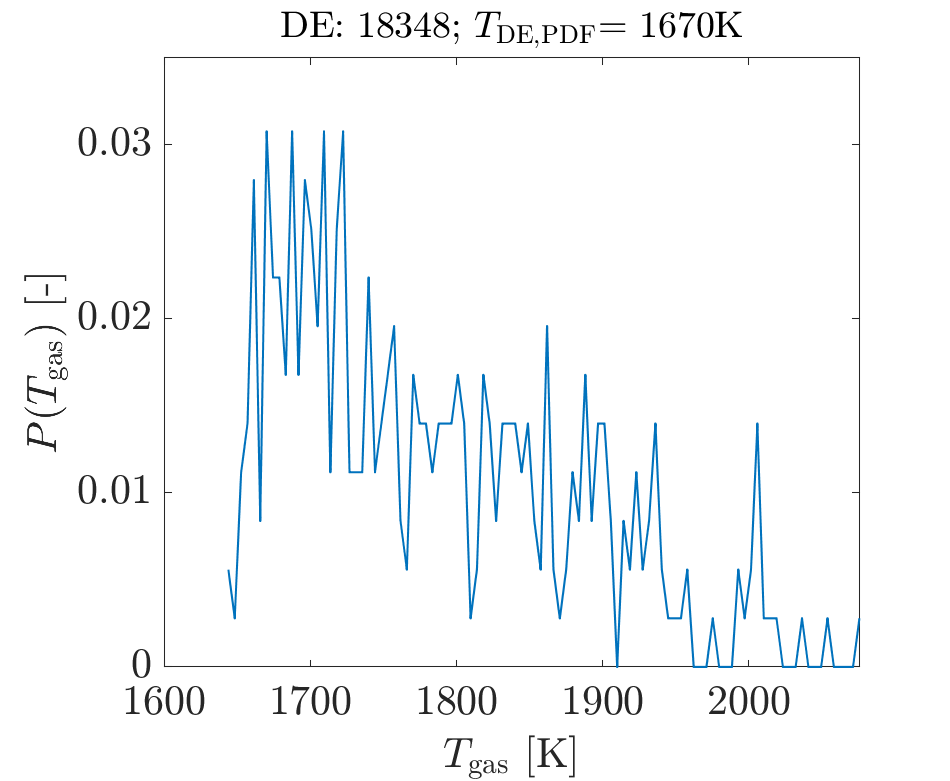 DE: 18348; T_DE,PDF= 1670K
P(T_gas) [-]
0.03
0.02
0.01
0
1600 1700 1800 1900 2000
T_gas [K]